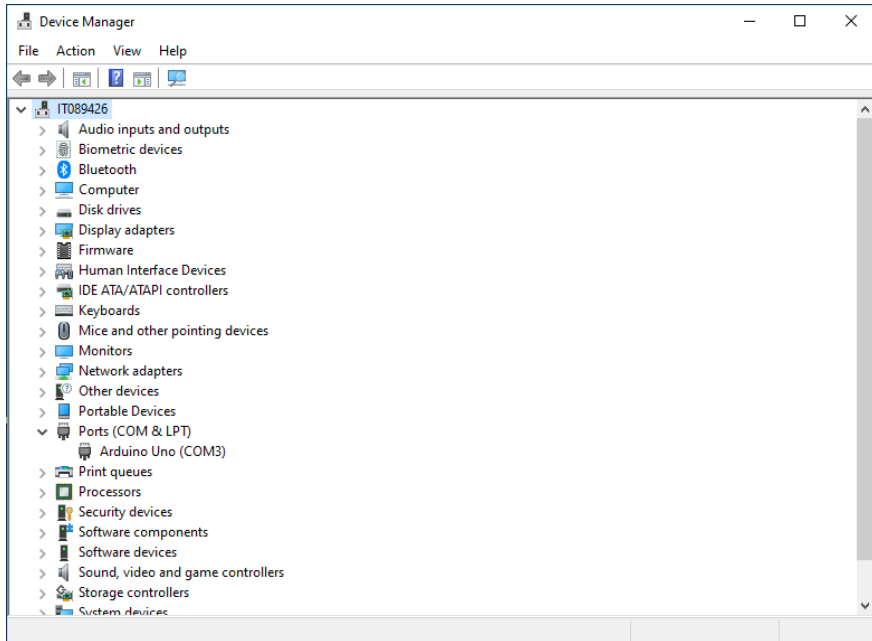 Device Manager
File Action View Help
IT089426
Audio inputs and outputs
Biometric devices
Bluetooth
Computer
Disk drives
Display adapters
Firmware
Human Interface Devices
IDE ATA/ATAPI controllers
Keyboards
Mice and other pointing devices
Monitors
Network adapters
Other devices
Portable Devices
Ports (COM & LPT)
Arduino Uno (COM3)
Print queues
Processors
Security devices
Software components
Software devices
Sound, video and game controllers
Storage controllers
System devices